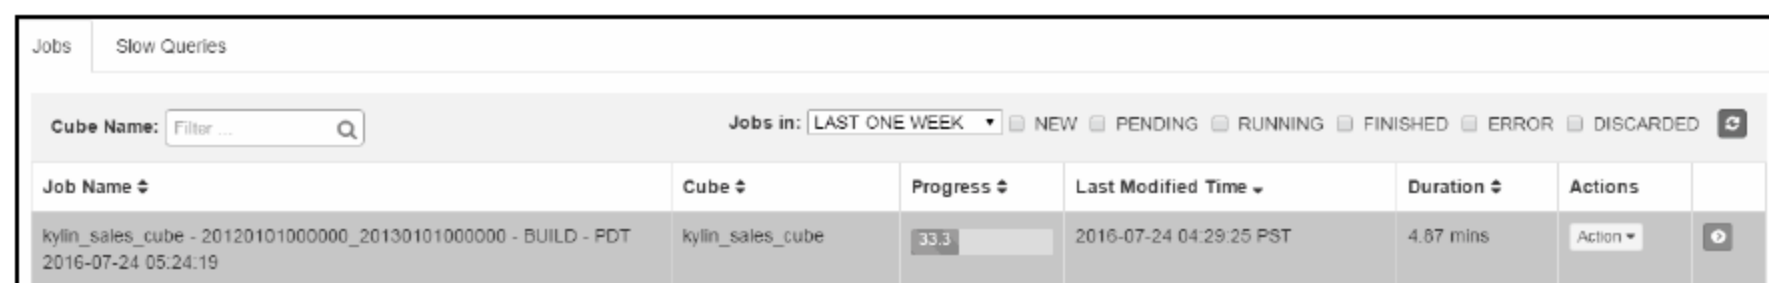 Jobs Slow Queries
Cube Name: Filter ... Jobs in: LAST ONE WEEK NEW PENDING RUNNING FINISHED ERROR DISCARDED
Job Name Cube Progress Last Modified Time Duration Actions
kylin_sales_cube - 20120101000000_20130101000000 - BUILD - PDT kylin_sales_cube 33.3 2016-07-24 04:29:25 PST 4.87 mins Action
2016-07-24 05:24:19